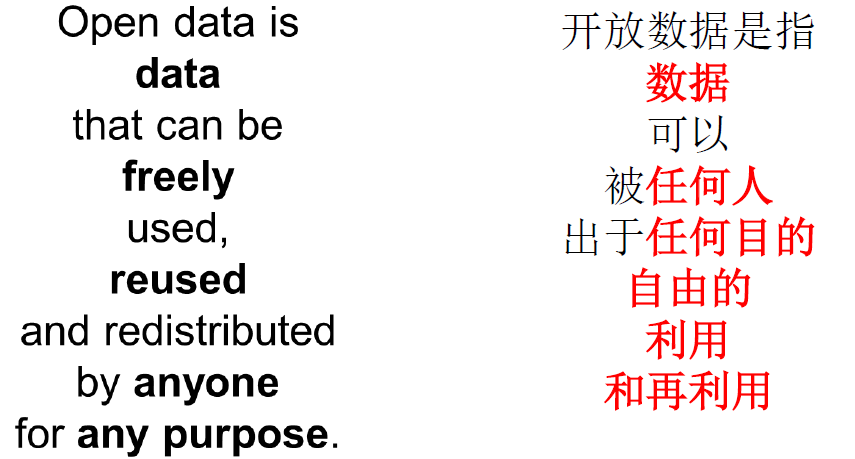 Open data is
data
that can be
freely
used,
reused
and redistributed
by anyone
for any purpose.
开放数据是指
数据
可以
被任何人
出于任何目的
自由的
利用
和再利用